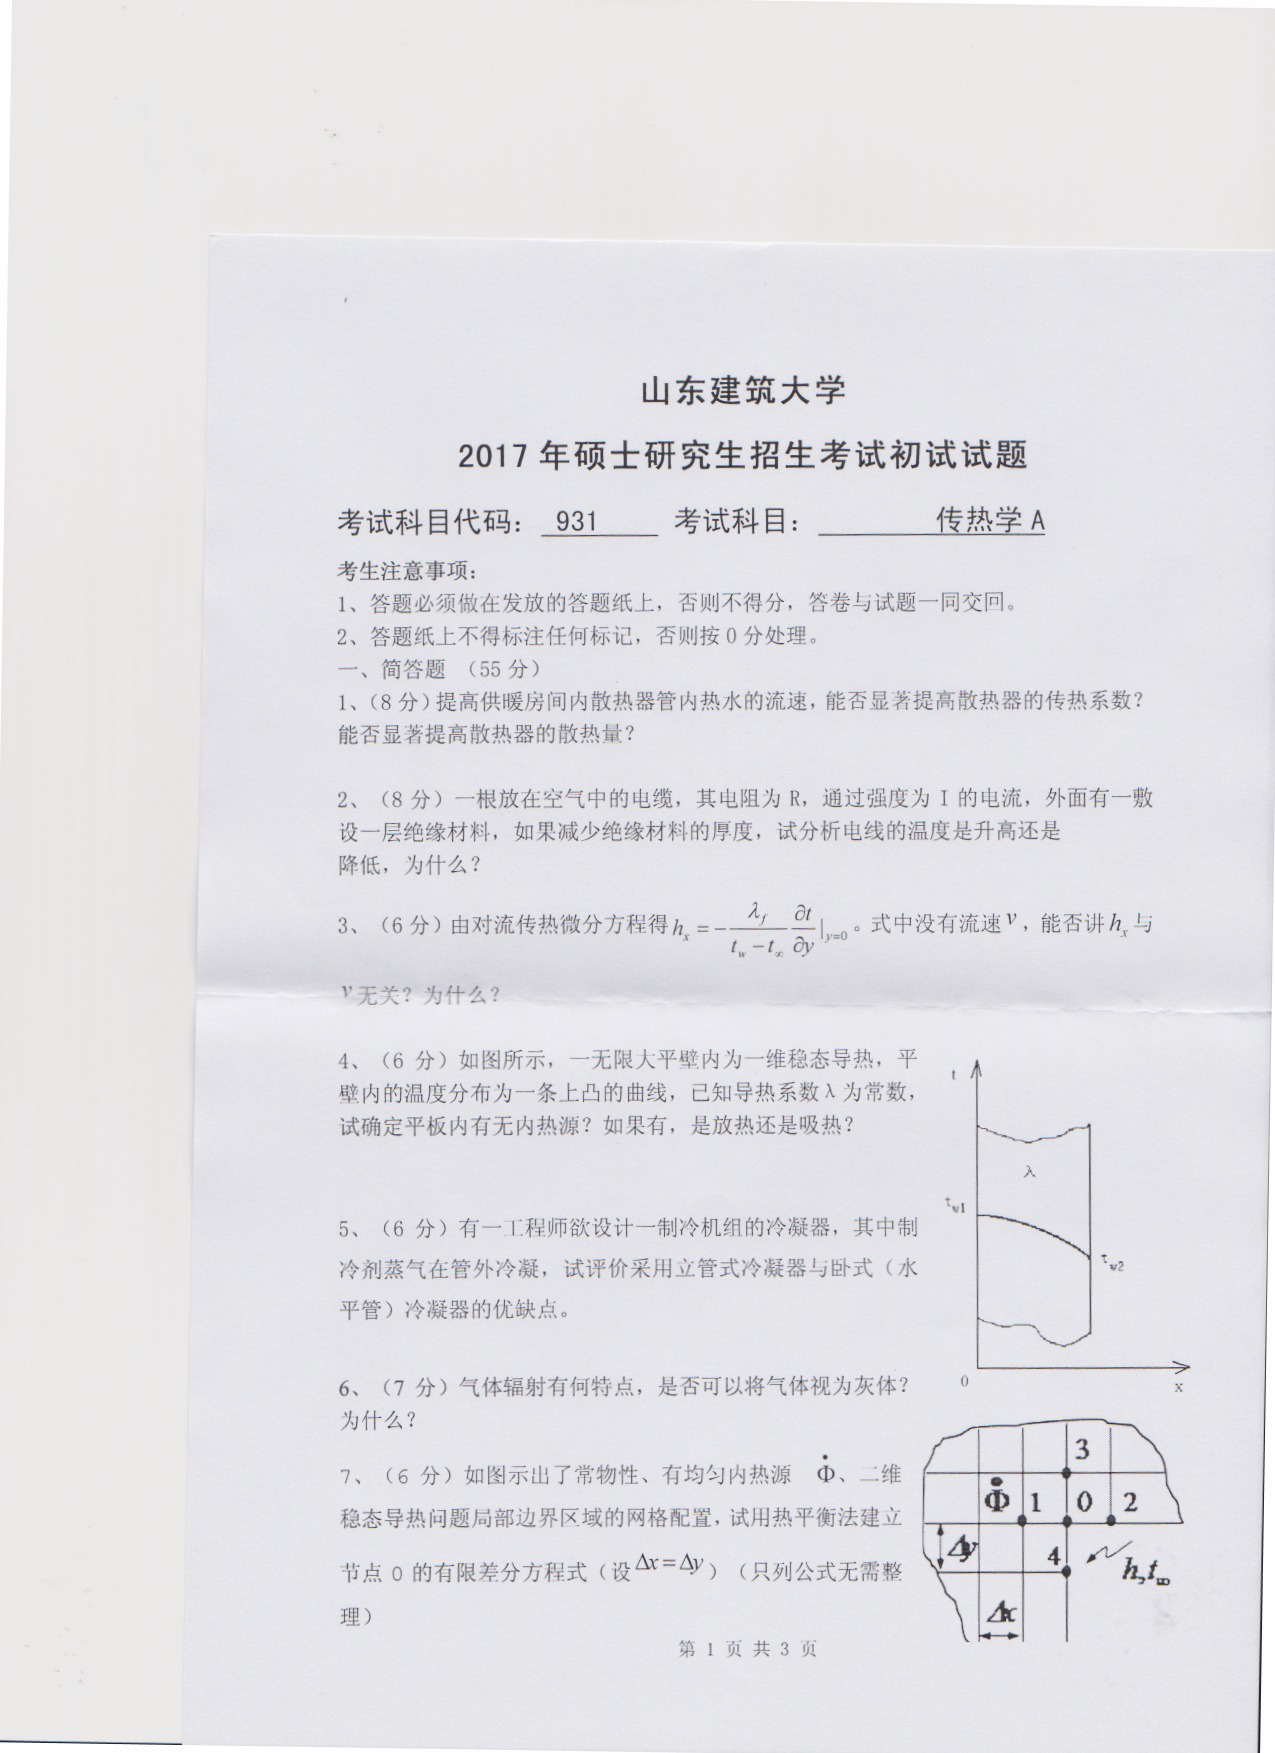 山东建筑大学
2017年硕士研究生招生考试初试试题
考试科目代码： 931 考试科目： 传热学 A
考生注意事项：
1、答题必须做在发放的答题纸上，否则不得分，答卷与试题一同交回。
2、答题纸上不得标注任何标记，否则按0分处理。
一、简答题 （55分）
1、（8分）提高供暖房间内散热器管内热水的流速，能否显著提高散热器的传热系数？
能否显著提高散热器的散热量？
2、（8分）一根放在空气中的电缆，其电阻为 R，通过强度为 I 的电流，外面有一敷
设一层绝缘材料，如果减少绝缘材料的厚度，试分析电线的温度是升高还是
降低，为什么？
3、（6分）由对流传热微分方程得 h_x = -\frac{λ_f}{t_w - t_∞} \frac{∂t}{∂y}|_{y=0}。式中没有流速 v，能否讲 h_x 与
v 无关？为什么？
4、（6 分）如图所示，一无限大平壁内为一维稳态导热，平
壁内的温度分布为一条上凸的曲线，已知导热系数λ为常数，
试确定平板内有无内热源？如果有，是放热还是吸热？
t
λ
t_w1
t_w2
0
x
5、（6 分）有一工程师欲设计一制冷机组的冷凝器，其中制
冷剂蒸气在管外冷凝，试评价采用立管式冷凝器与卧式（水
平管）冷凝器的优缺点。
6、（7 分）气体辐射有何特点，是否可以将气体视为灰体？
为什么？
7、（6 分）如图示出了常物性、有均匀内热源 Φ̇、二维
稳态导热问题局部边界区域的网格配置，试用热平衡法建立
节点 0 的有限差分方程式（设 Δx = Δy）（只列公式无需整
理）
3
Φ̇ 1 0 2
Δy 4 h, t_∞
Δx
第 1 页 共 3 页